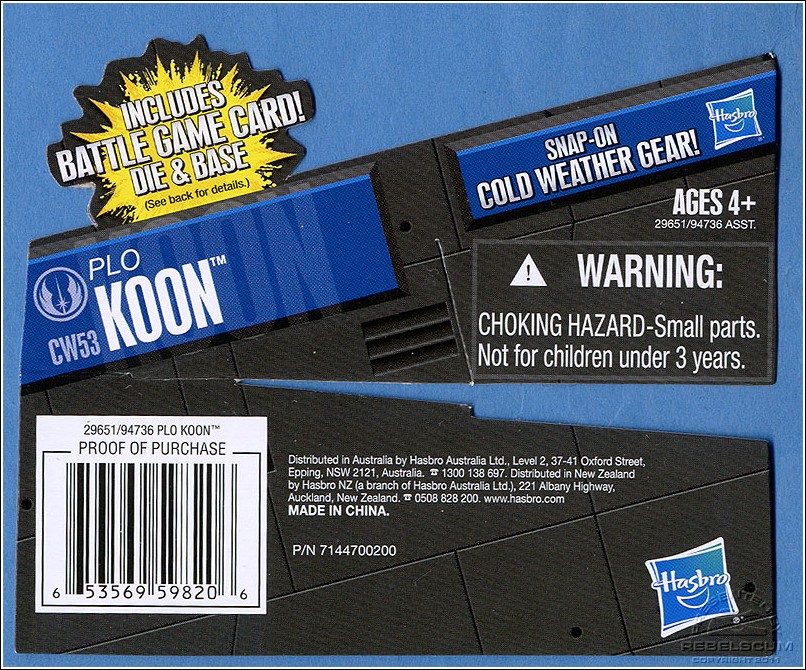 INCLUDES
BATTLE GAME CARD!
DIE & BASE
(See back for details.)
SNAP-ON
COLD WEATHER GEAR!
Hasbro
AGES 4+
29651/94736 ASST.
PLO
KOON™
KOON
CW53
WARNING:
CHOKING HAZARD-Small parts.
Not for children under 3 years.
29651/94736 PLO KOON™
PROOF OF PURCHASE
6 53569 59820 6
Distributed in Australia by Hasbro Australia Ltd., Level 2, 37-41 Oxford Street,
Epping, NSW 2121, Australia. ☎ 1300 138 697. Distributed in New Zealand
by Hasbro NZ (a branch of Hasbro Australia Ltd.), 221 Albany Highway,
Auckland, New Zealand. ☎ 0508 828 200. www.hasbro.com
MADE IN CHINA.
P/N 7144700200
Hasbro
REBELSCUM
COPYRIGHT 2011